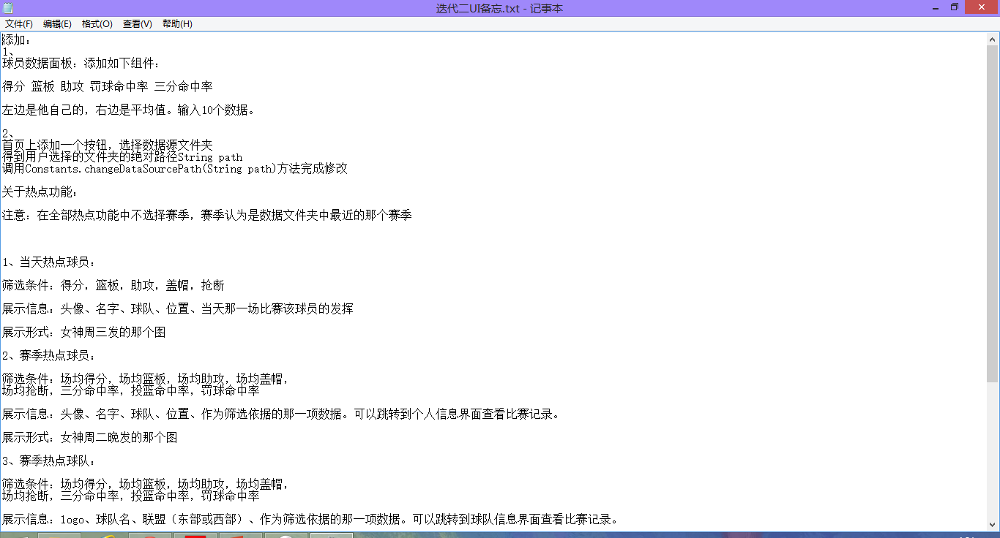 迭代二UI备忘.txt - 记事本
文件(F) 编辑(E) 格式(O) 查看(V) 帮助(H)
添加：
1、
球员数据面板：添加如下组件：
得分 篮板 助攻 罚球命中率 三分命中率
左边是他自己的，右边是平均值。输入10个数据。
2、
首页上添加一个按钮，选择数据源文件夹
得到用户选择的文件夹的绝对路径String path
调用Constants.changeDataSourcePath(String path)方法完成修改
关于热点功能：
注意：在全部热点功能中不选择赛季，赛季认为是数据文件夹中最近的那个赛季
1、当天热点球员：
筛选条件：得分，篮板，助攻，盖帽，抢断
展示信息：头像、名字、球队、位置、当天那一场比赛该球员的发挥
展示形式：女神周三发的那个图
2、赛季热点球员：
筛选条件：场均得分，场均篮板，场均助攻，场均盖帽，
场均抢断，三分命中率，投篮命中率，罚球命中率
展示信息：头像、名字、球队、位置、作为筛选依据的那一项数据。可以跳转到个人信息界面查看比赛记录。
展示形式：女神周二晚发的那个图
3、赛季热点球队：
筛选条件：场均得分，场均篮板，场均助攻，场均盖帽，
场均抢断，三分命中率，投篮命中率，罚球命中率
展示信息：logo、球队名、联盟（东部或西部）、作为筛选依据的那一项数据。可以跳转到球队信息界面查看比赛记录。